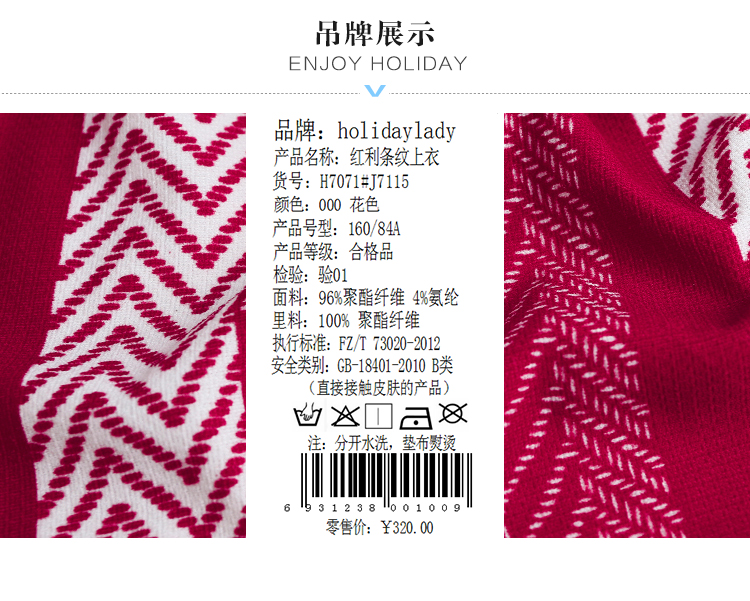 吊牌展示
ENJOY HOLIDAY
品牌：holidaylady
产品名称：红利条纹上衣
货号：H7071#J7115
颜色：000 花色
产品号型：160/84A
产品等级：合格品
检验：验01
面料：96%聚酯纤维 4%氨纶
里料：100% 聚酯纤维
执行标准：FZ/T 73020-2012
安全类别：GB-18401-2010 B类
（直接接触皮肤的产品）
注：分开水洗，垫布熨烫
6 931238 001009
零售价：￥320.00